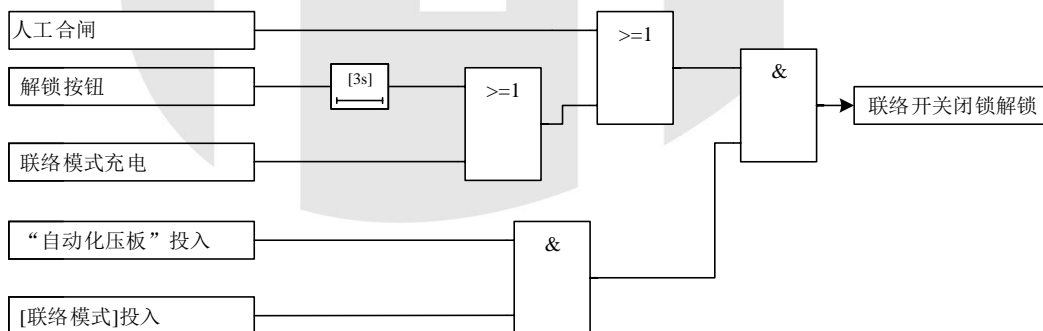 人工合闸
>=1
&
解锁按钮
[3s]
>=1
联络开关闭锁解锁
联络模式充电
“自动化压板”投入
&
[联络模式]投入